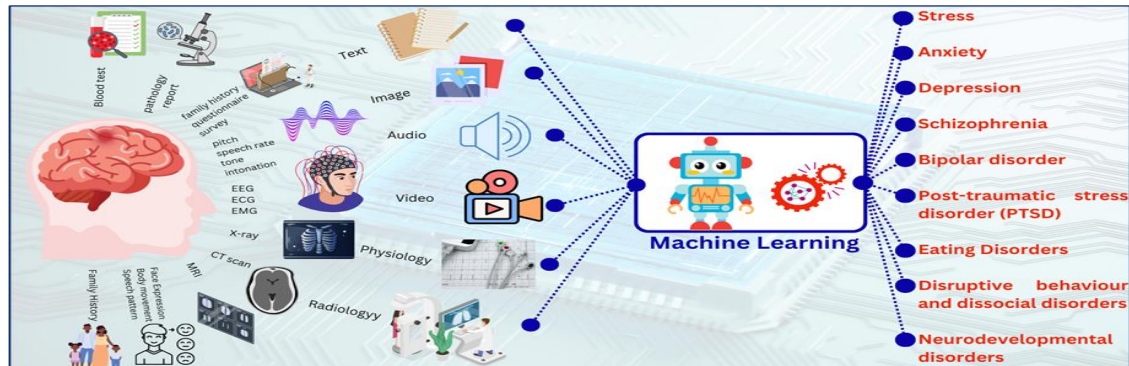 Blood test
pathology
report
family history
questionnaire
survey
pitch
speech rate
tone
intonation
EEG
ECG
EMG
X-ray
CT scan
MRI
Face Expression
Body movement
Speech pattern
Family History
Text
Image
Audio
Video
Physiology
Radiologyy
Machine Learning
Stress
Anxiety
Depression
Schizophrenia
Bipolar disorder
Post-traumatic stress
disorder (PTSD)
Eating Disorders
Disruptive behaviour
and dissocial disorders
Neurodevelopmental
disorders